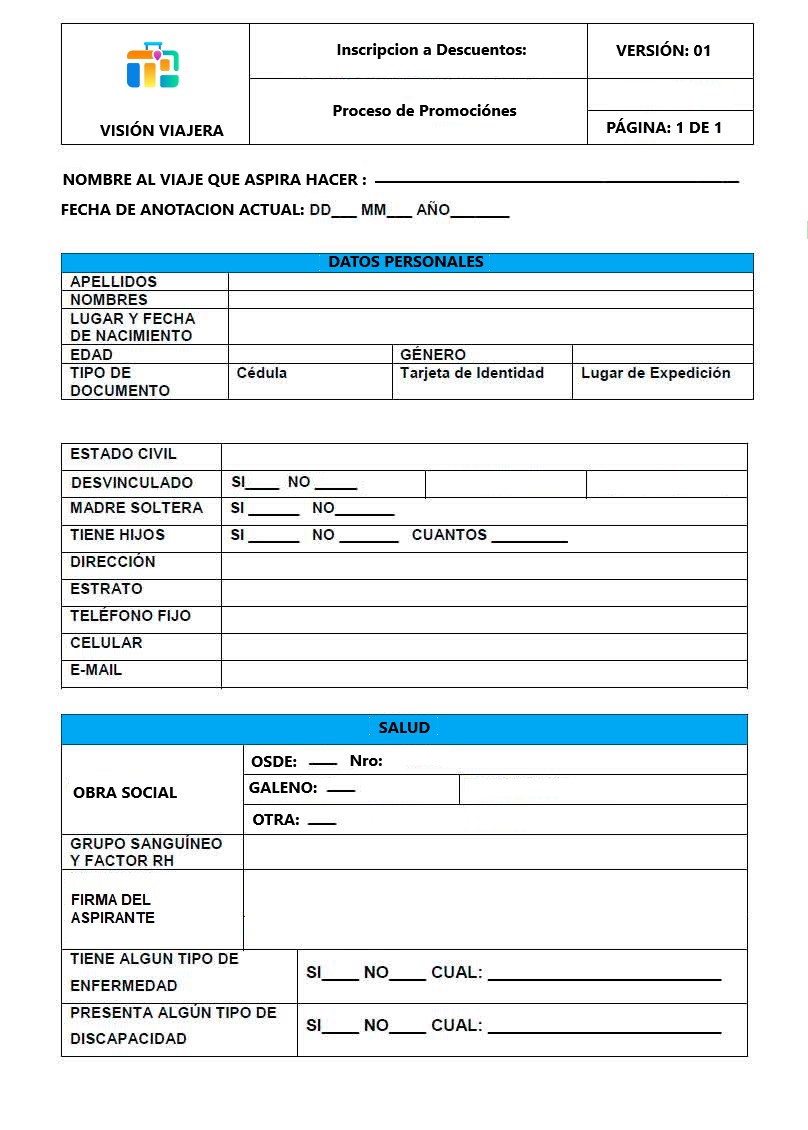 VISIÓN VIAJERA
Inscripcion a Descuentos:
Proceso de Promociónes
VERSIÓN: 01
PÁGINA: 1 DE 1
NOMBRE AL VIAJE QUE ASPIRA HACER : ____________
FECHA DE ANOTACION ACTUAL: DD___ MM___ AÑO_______
DATOS PERSONALES
APELLIDOS
NOMBRES
LUGAR Y FECHA
DE NACIMIENTO
EDAD GÉNERO
TIPO DE
DOCUMENTO
Cédula Tarjeta de Identidad Lugar de Expedición
ESTADO CIVIL
DESVINCULADO SI____ NO _____
MADRE SOLTERA SI ______ NO_______
TIENE HIJOS SI ______ NO _______ CUANTOS _________
DIRECCIÓN
ESTRATO
TELÉFONO FIJO
CELULAR
E-MAIL
SALUD
OBRA SOCIAL
OSDE: ___ Nro:
GALENO: ___
OTRA: ___
GRUPO SANGUÍNEO
Y FACTOR RH
FIRMA DEL
ASPIRANTE
TIENE ALGUN TIPO DE
ENFERMEDAD
SI____ NO____ CUAL: _________________________
PRESENTA ALGÚN TIPO DE
DISCAPACIDAD
SI____ NO____ CUAL: _________________________